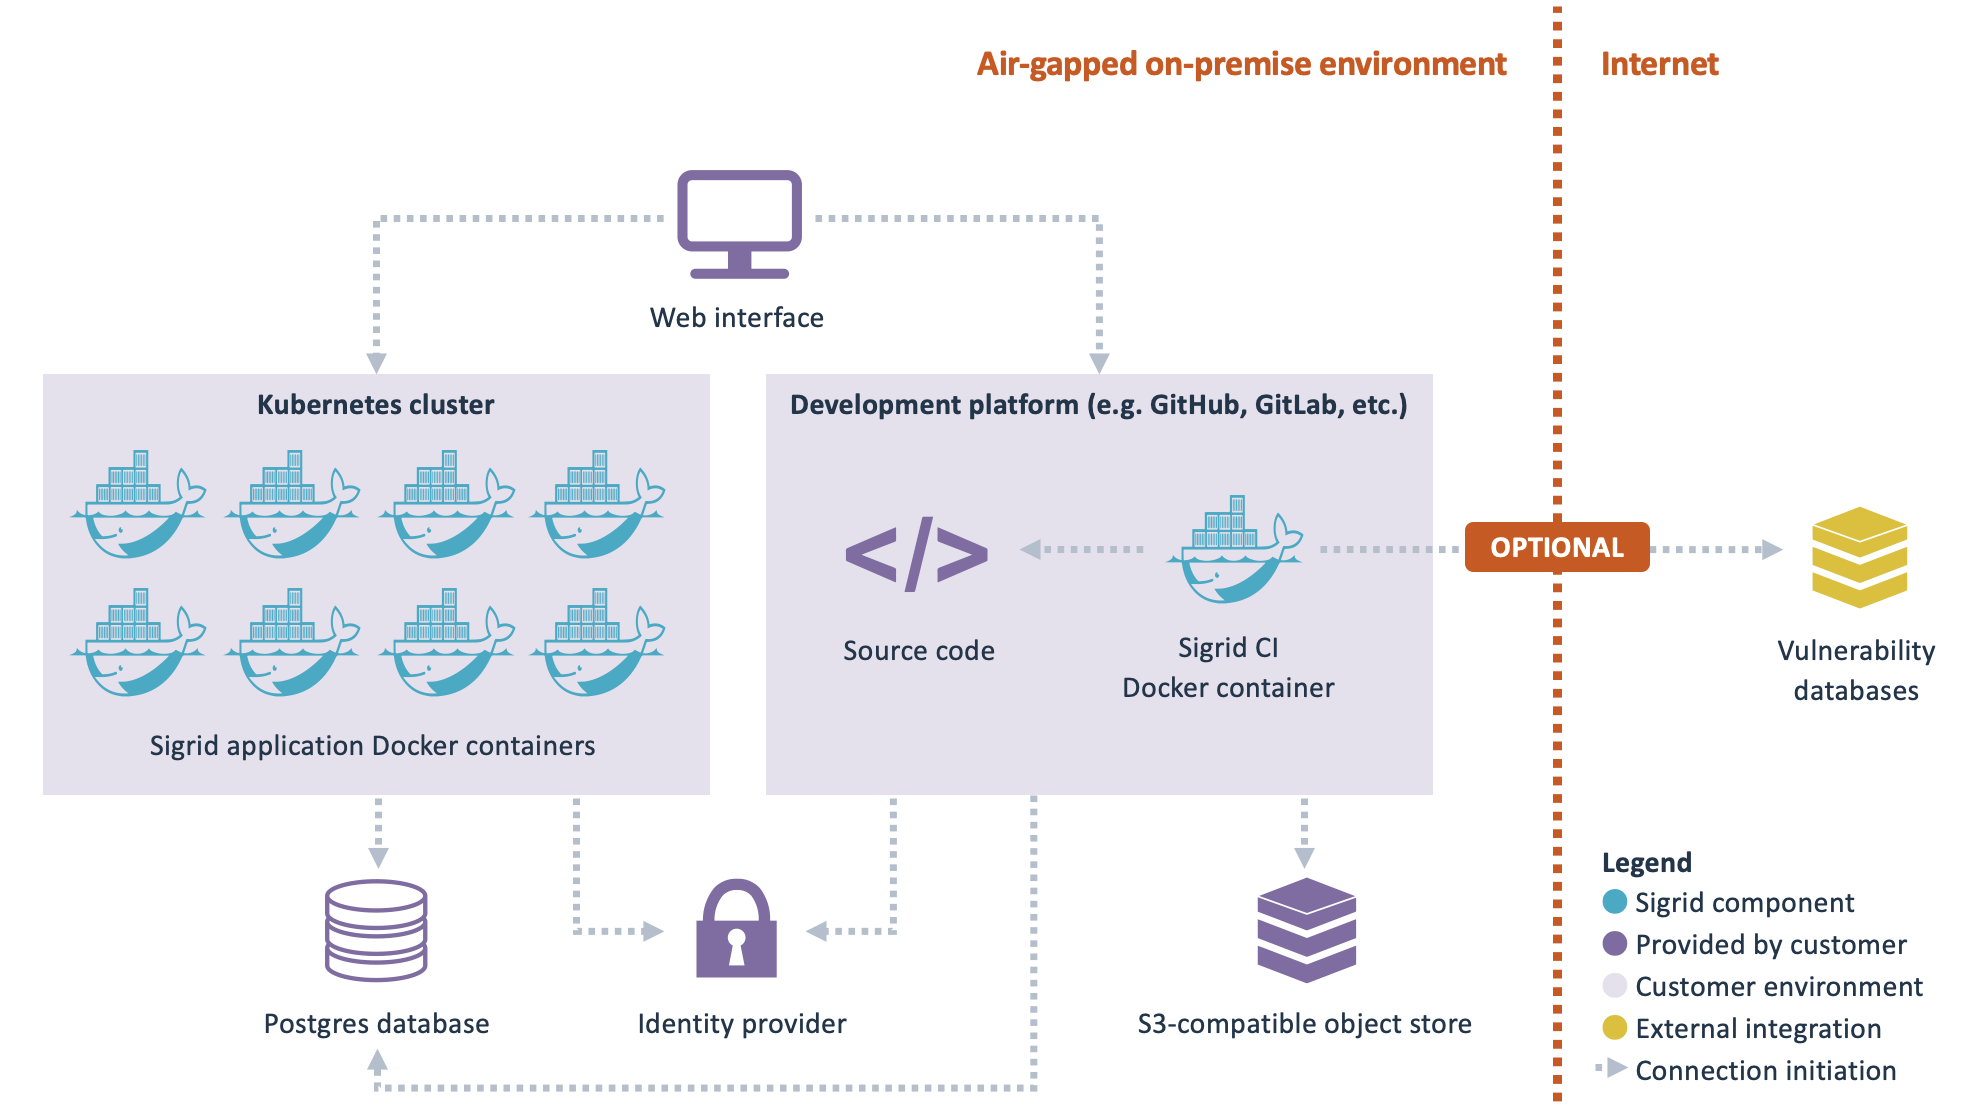 Air-gapped on-premise environment
Internet
Web interface
Kubernetes cluster
Development platform (e.g. GitHub, GitLab, etc.)
</>
OPTIONAL
Source code
Sigrid CI
Docker container
Vulnerability
databases
Sigrid application Docker containers
Postgres database
Identity provider
S3-compatible object store
Legend
Sigrid component
Provided by customer
Customer environment
External integration
Connection initiation